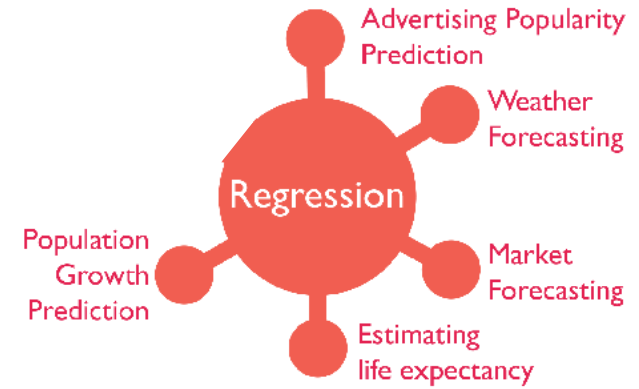 Advertising Popularity
Prediction
Weather
Forecasting
Regression
Population
Growth
Prediction
Market
Forecasting
Estimating
life expectancy